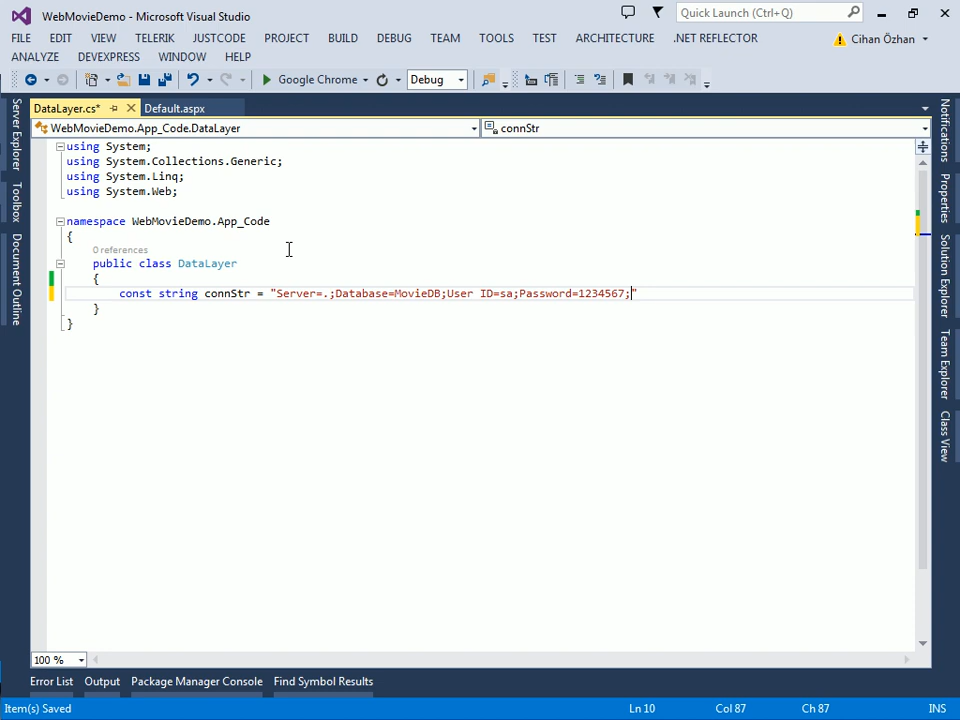 WebMovieDemo - Microsoft Visual Studio
Quick Launch (Ctrl+Q)
FILE EDIT VIEW TELERIK JUSTCODE PROJECT BUILD DEBUG TEAM TOOLS TEST ARCHITECTURE .NET REFLECTOR
Cihan Özhan
ANALYZE DEVEXPRESS WINDOW HELP
Google Chrome
Debug
DataLayer.cs*
Default.aspx
WebMovieDemo.App_Code.DataLayer
connStr
using System;
using System.Collections.Generic;
using System.Linq;
using System.Web;
namespace WebMovieDemo.App_Code
{
0 references
public class DataLayer
{
const string connStr = "Server=.;Database=MovieDB;User ID=sa;Password=1234567;"
}
}
Server Explorer
Toolbox
Document Outline
Notifications
Properties
Solution Explorer
Team Explorer
Class View
100 %
Error List Output Package Manager Console Find Symbol Results
Item(s) Saved
Ln 10 Col 87 Ch 87 INS